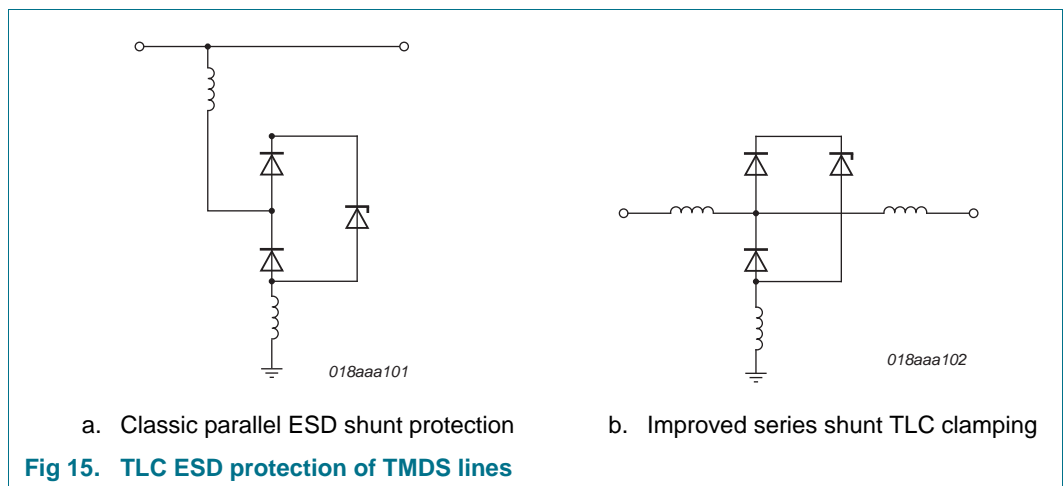 018aaa101
018aaa102
a. Classic parallel ESD shunt protection
b. Improved series shunt TLC clamping
Fig 15. TLC ESD protection of TMDS lines